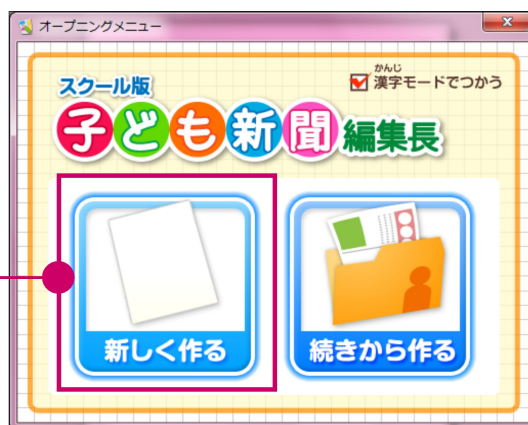 オープニングメニュー
スクール版
かんじ
漢字モードでつかう
子ども新聞編集長
新しく作る
続きから作る